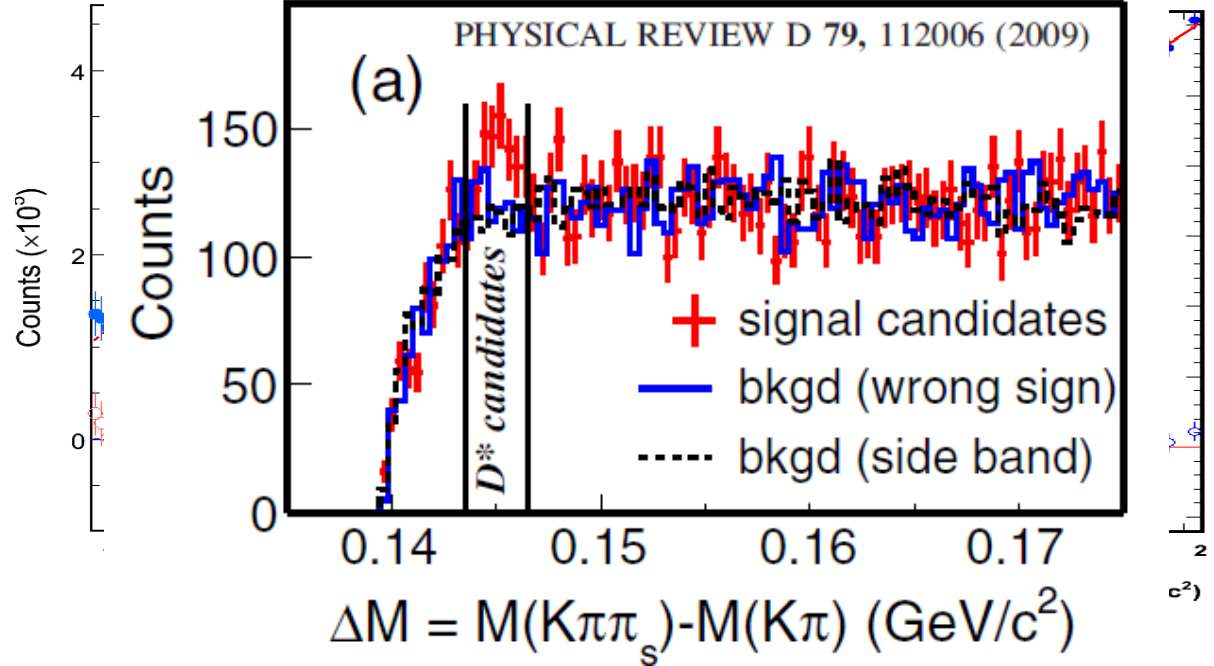 PHYSICAL REVIEW D 79, 112006 (2009)
(a)
150
100
50
0
Counts
D* candidates
signal candidates
bkgd (wrong sign)
bkgd (side band)
0.14 0.15 0.16 0.17
ΔM = M(Kππs)-M(Kπ) (GeV/c²)
4
2
0
Counts (×10³)
2
c²)